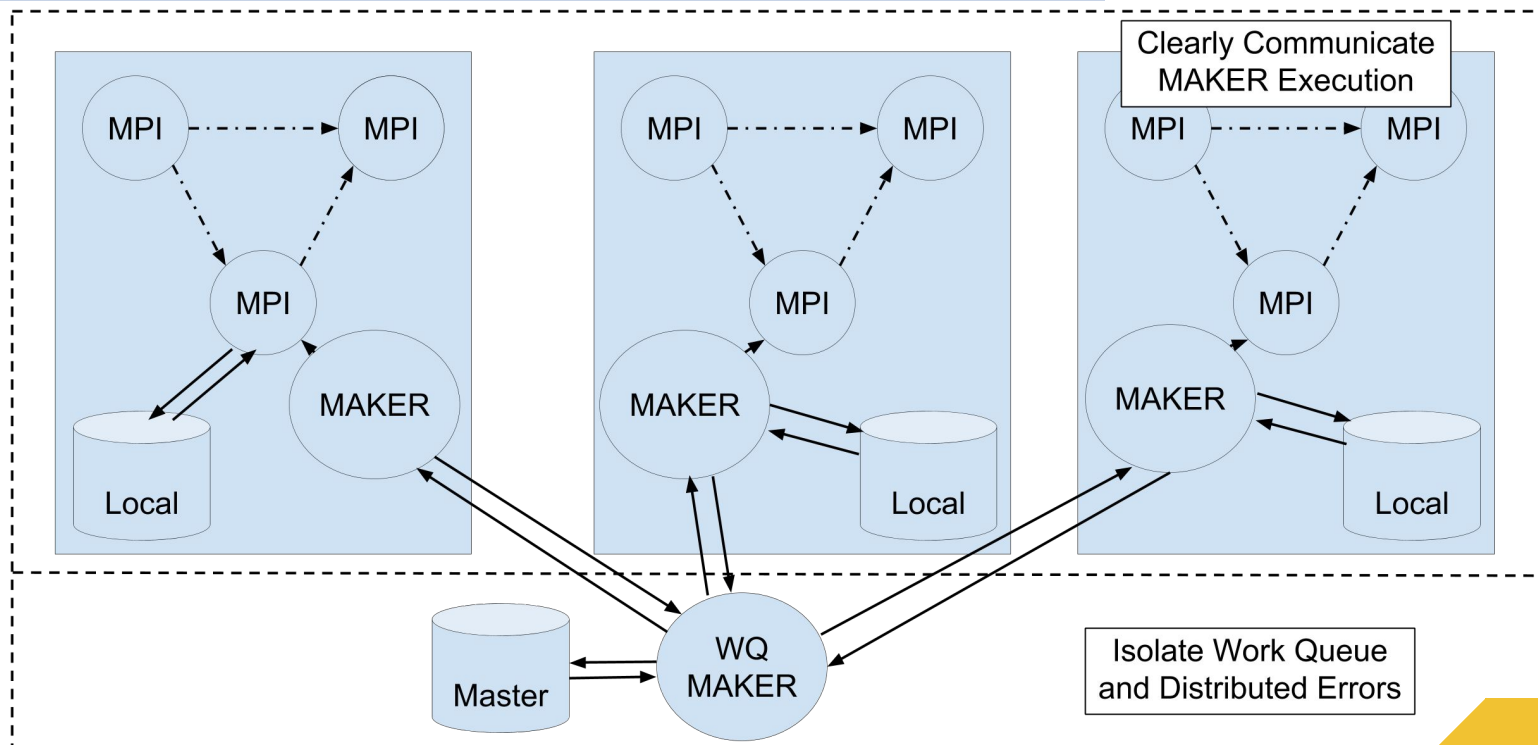 Clearly Communicate
MAKER Execution
MPI
MPI
MPI
MPI
MPI
MPI
MPI
MPI
MPI
MAKER
MAKER
MAKER
Local
Local
Local
WQ
MAKER
Master
Isolate Work Queue
and Distributed Errors